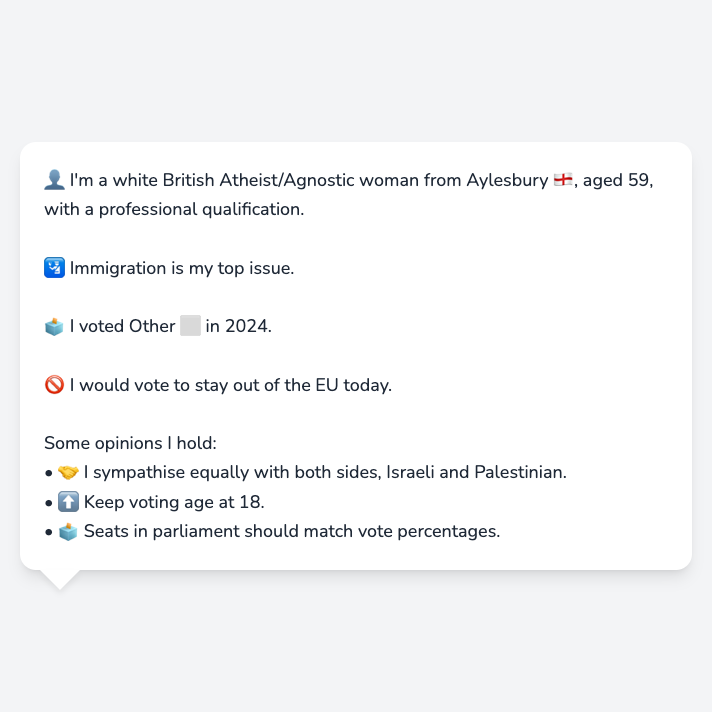 👤 I'm a white British Atheist/Agnostic woman from Aylesbury 🏴󠁧󠁢󠁥󠁮󠁧󠁿, aged 59,
with a professional qualification.
🛂 Immigration is my top issue.
🗳️ I voted Other ⬜ in 2024.
🚫 I would vote to stay out of the EU today.
Some opinions I hold:
• 🤝 I sympathise equally with both sides, Israeli and Palestinian.
• ⬆️ Keep voting age at 18.
• 🗳️ Seats in parliament should match vote percentages.